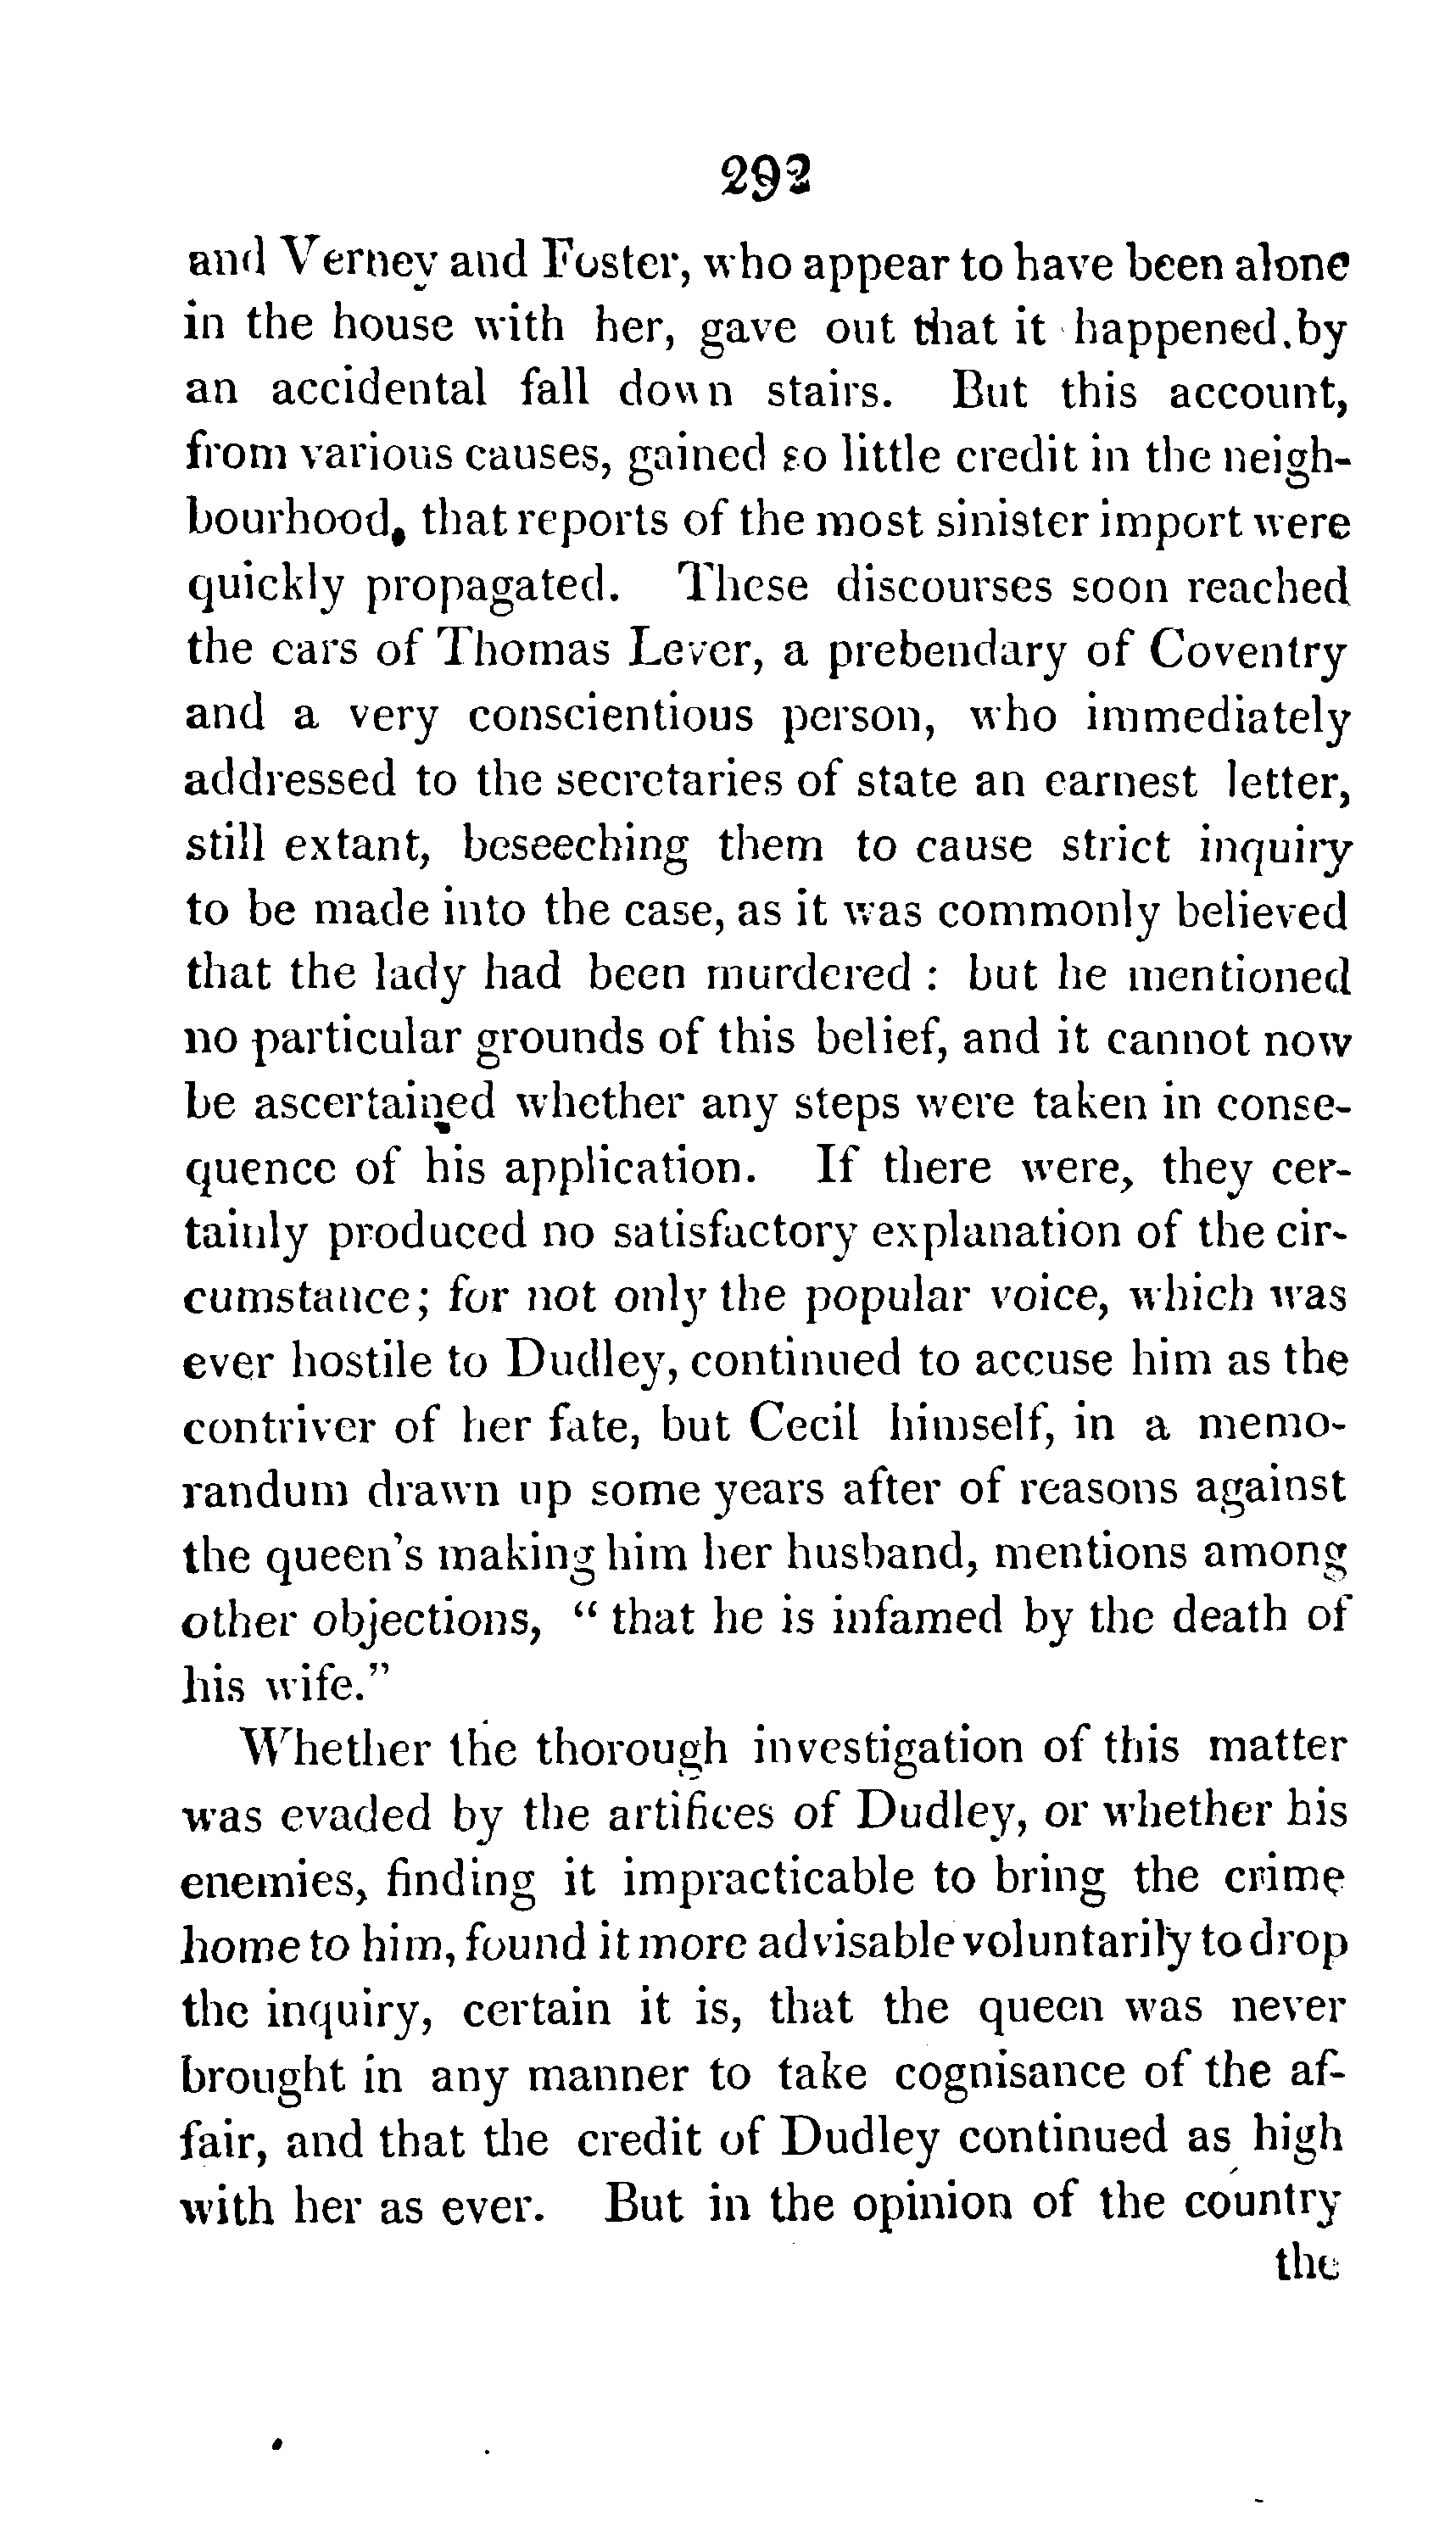 292
and Verney and Foster, who appear to have been alone
in the house with her, gave out that it happened by
an accidental fall down stairs. But this account,
from various causes, gained so little credit in the neigh-
bourhood, that reports of the most sinister import were
quickly propagated. These discourses soon reached
the ears of Thomas Lever, a prebendary of Coventry
and a very conscientious person, who immediately
addressed to the secretaries of state an earnest letter,
still extant, beseeching them to cause strict inquiry
to be made into the case, as it was commonly believed
that the lady had been murdered : but he mentioned
no particular grounds of this belief, and it cannot now
be ascertained whether any steps were taken in conse-
quence of his application. If there were, they cer-
tainly produced no satisfactory explanation of the cir-
cumstance; for not only the popular voice, which was
ever hostile to Dudley, continued to accuse him as the
contriver of her fate, but Cecil himself, in a memo-
randum drawn up some years after of reasons against
the queen's making him her husband, mentions among
other objections, " that he is infamed by the death of
his wife."
Whether the thorough investigation of this matter
was evaded by the artifices of Dudley, or whether his
enemies, finding it impracticable to bring the crime
home to him, found it more advisable voluntarily to drop
the inquiry, certain it is, that the queen was never
brought in any manner to take cognisance of the af-
fair, and that the credit of Dudley continued as high
with her as ever. But in the opinion of the country
the